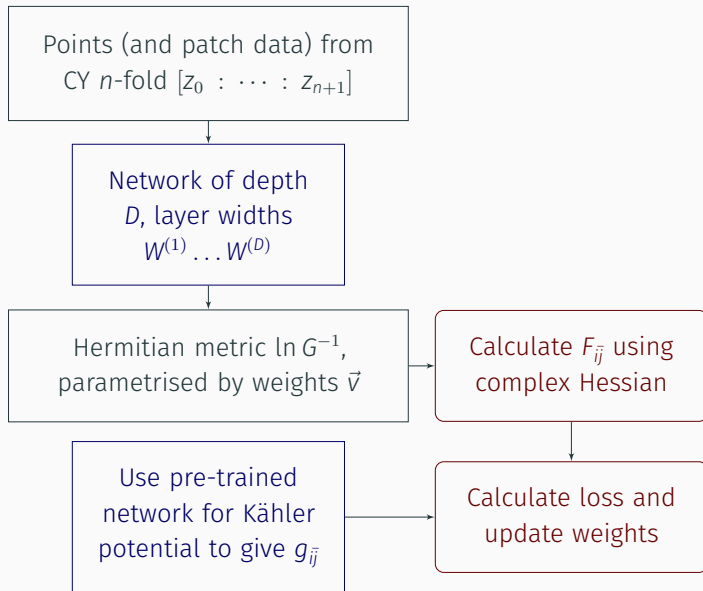 Points (and patch data) from
CY n-fold [z₀ : ⋯ : zₙ₊₁]
Network of depth
D, layer widths
W⁽¹⁾ … W⁽ᴰ⁾
Hermitian metric ln G⁻¹,
parametrised by weights v⃗
Calculate F_{ij̄} using
complex Hessian
Use pre-trained
network for Kähler
potential to give g_{ij̄}
Calculate loss and
update weights